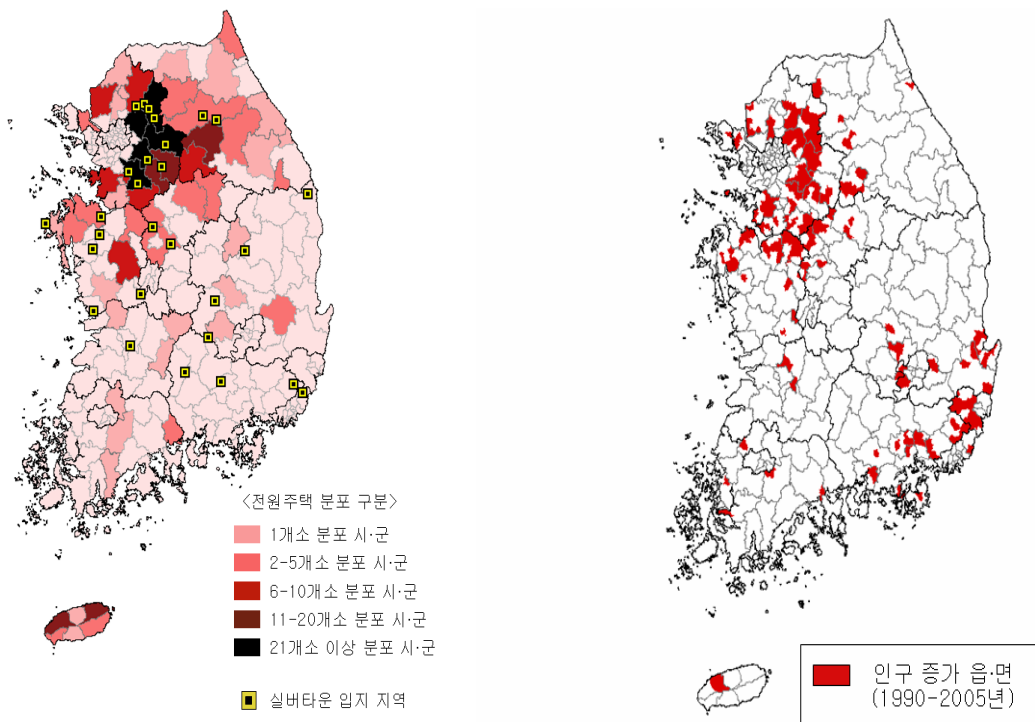 <전원주택 분포 구분>
1개소 분포 시·군
2-5개소 분포 시·군
6-10개소 분포 시·군
11-20개소 분포 시·군
21개소 이상 분포 시·군
실버타운 입지 지역
인구 증가 읍·면
(1990-2005년)